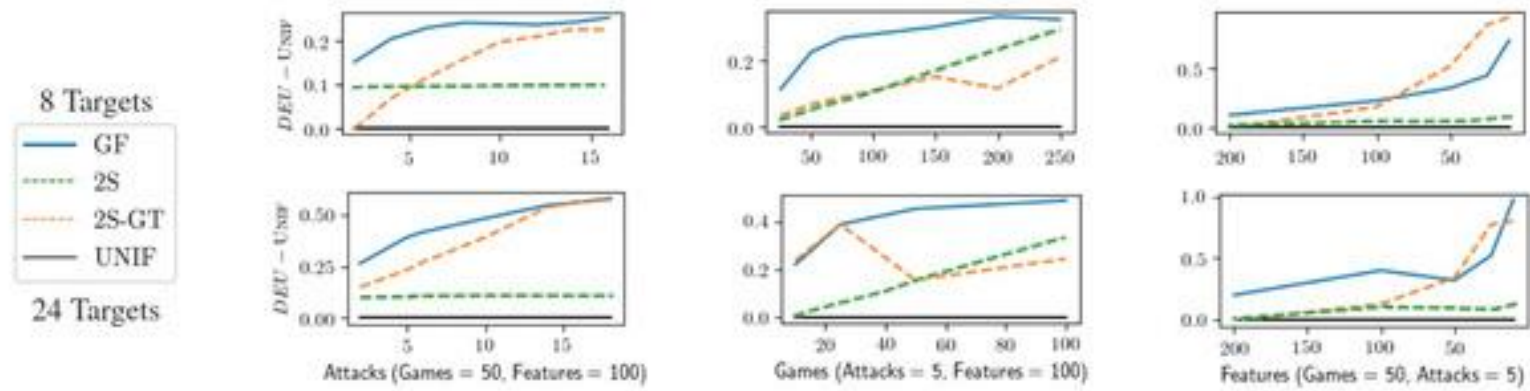 8 Targets
GF
2S
2S-GT
UNIF
24 Targets
DEU − UNIF
0.2
0.1
0.0
5 10 15
0.2
0.0
50 100 150 200 250
0.5
0.0
200 150 100 50
DEU − UNIF
0.50
0.25
0.00
5 10 15
Attacks (Games = 50, Features = 100)
0.4
0.2
0.0
20 40 60 80 100
Games (Attacks = 5, Features = 100)
1.0
0.5
0.0
200 150 100 50
Features (Games = 50, Attacks = 5)